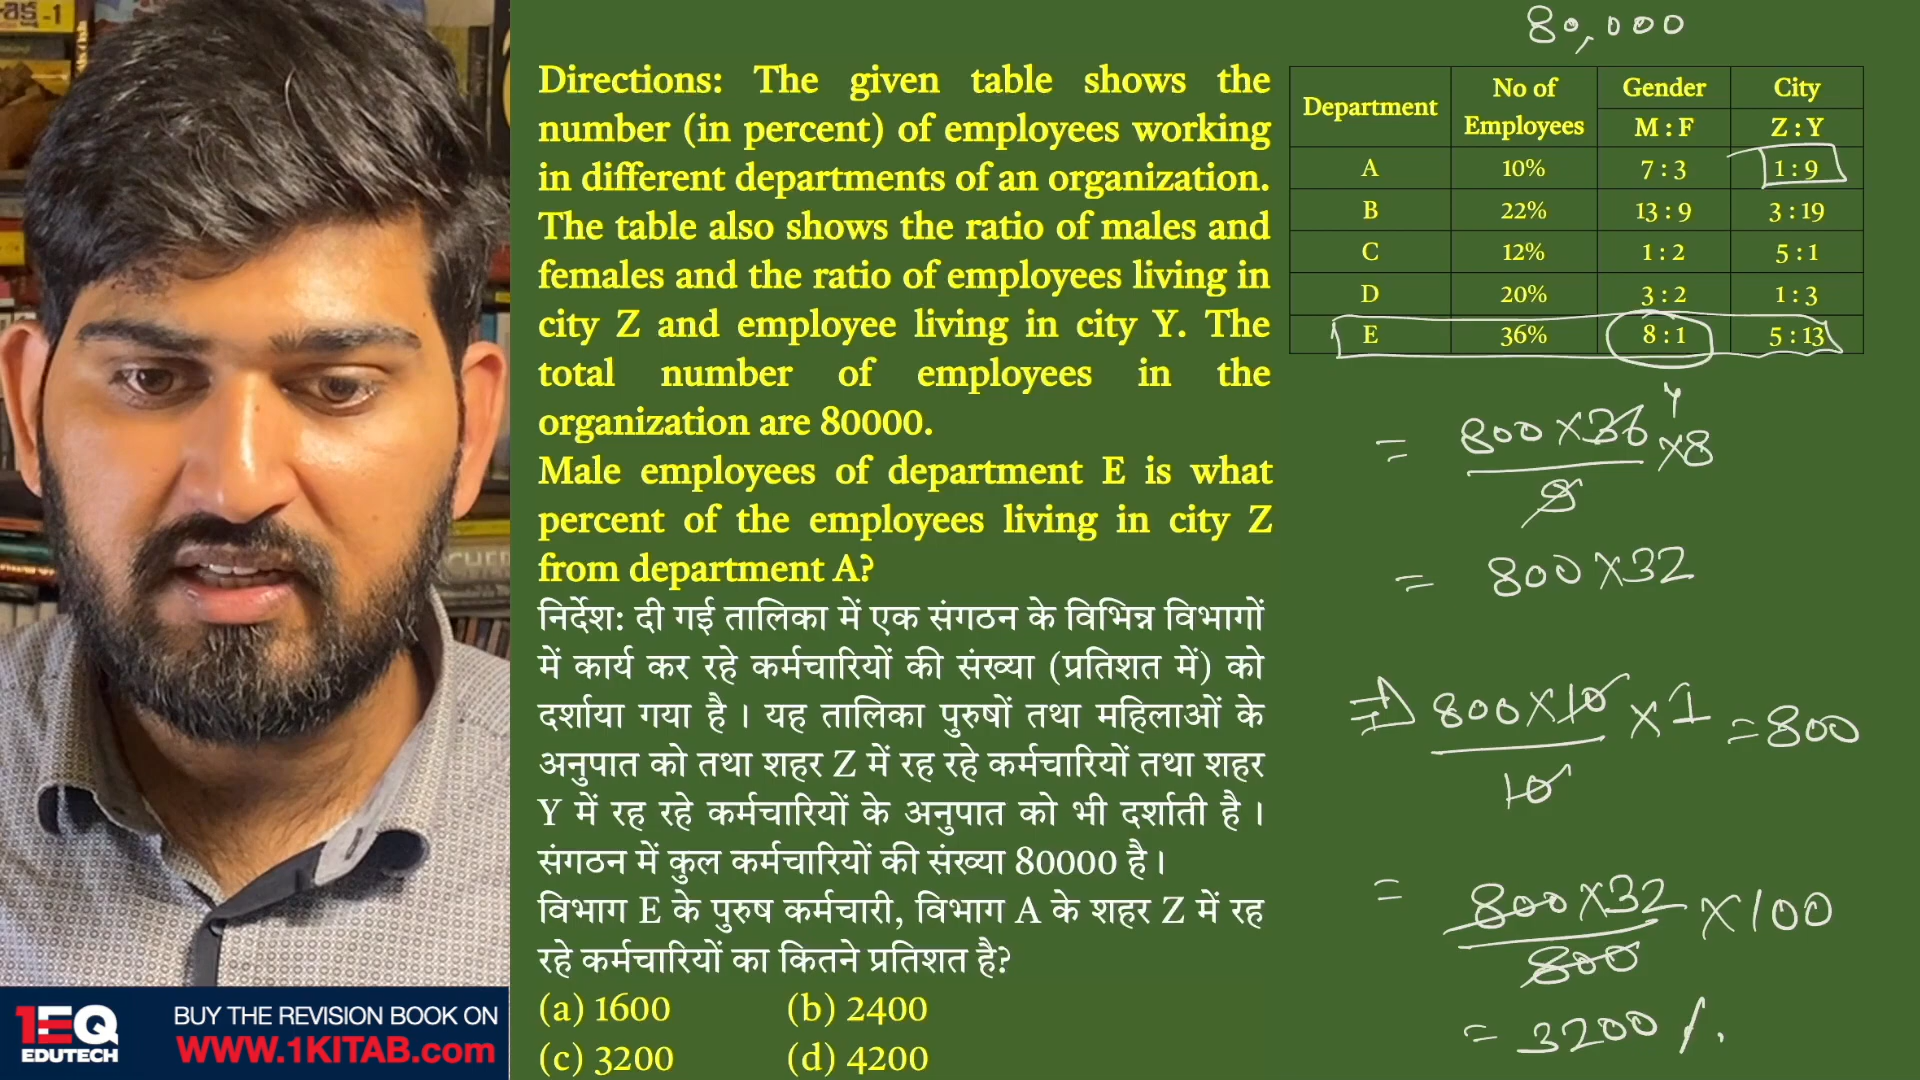 80,000
Directions: The given table shows the
number (in percent) of employees working
in different departments of an organization.
The table also shows the ratio of males and
females and the ratio of employees living in
city Z and employee living in city Y. The
total number of employees in the
organization are 80000.
Male employees of department E is what
percent of the employees living in city Z
from department A?
निर्देश: दी गई तालिका में एक संगठन के विभिन्न विभागों
में कार्य कर रहे कर्मचारियों की संख्या (प्रतिशत में) को
दर्शाया गया है। यह तालिका पुरुषों तथा महिलाओं के
अनुपात को तथा शहर Z में रह रहे कर्मचारियों तथा शहर
Y में रह रहे कर्मचारियों के अनुपात को भी दर्शाती है।
संगठन में कुल कर्मचारियों की संख्या 80000 है।
विभाग E के पुरुष कर्मचारी, विभाग A के शहर Z में रह
रहे कर्मचारियों का कितने प्रतिशत है?
(a) 1600 (b) 2400
(c) 3200 (d) 4200
Department No of Employees Gender City
M : F Z : Y
A 10% 7 : 3 1 : 9
B 22% 13 : 9 3 : 19
C 12% 1 : 2 5 : 1
D 20% 3 : 2 1 : 3
E 36% 8 : 1 5 : 13
4
= 800 × 36 × 8
9
= 800 × 32
⇒ 800 × 10 × 1 = 800
10
= 800 × 32 × 100
800
= 3200 %.
1EQ
EDUTECH
BUY THE REVISION BOOK ON
WWW.1KITAB.com